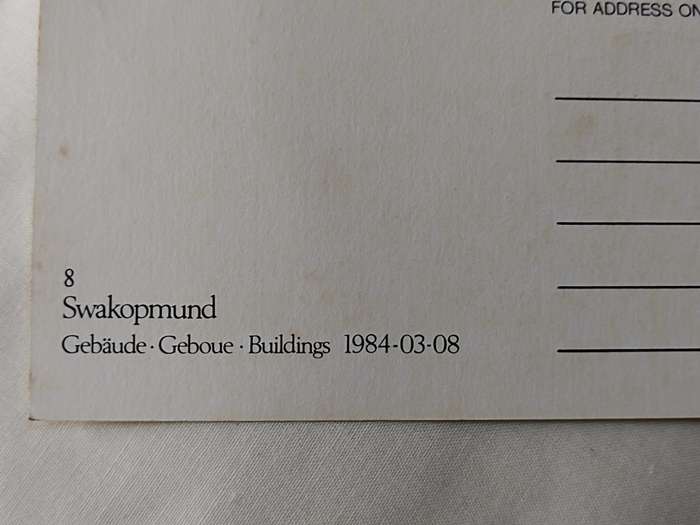 FOR ADDRESS ON
8
Swakopmund
Gebäude · Geboue · Buildings 1984-03-08